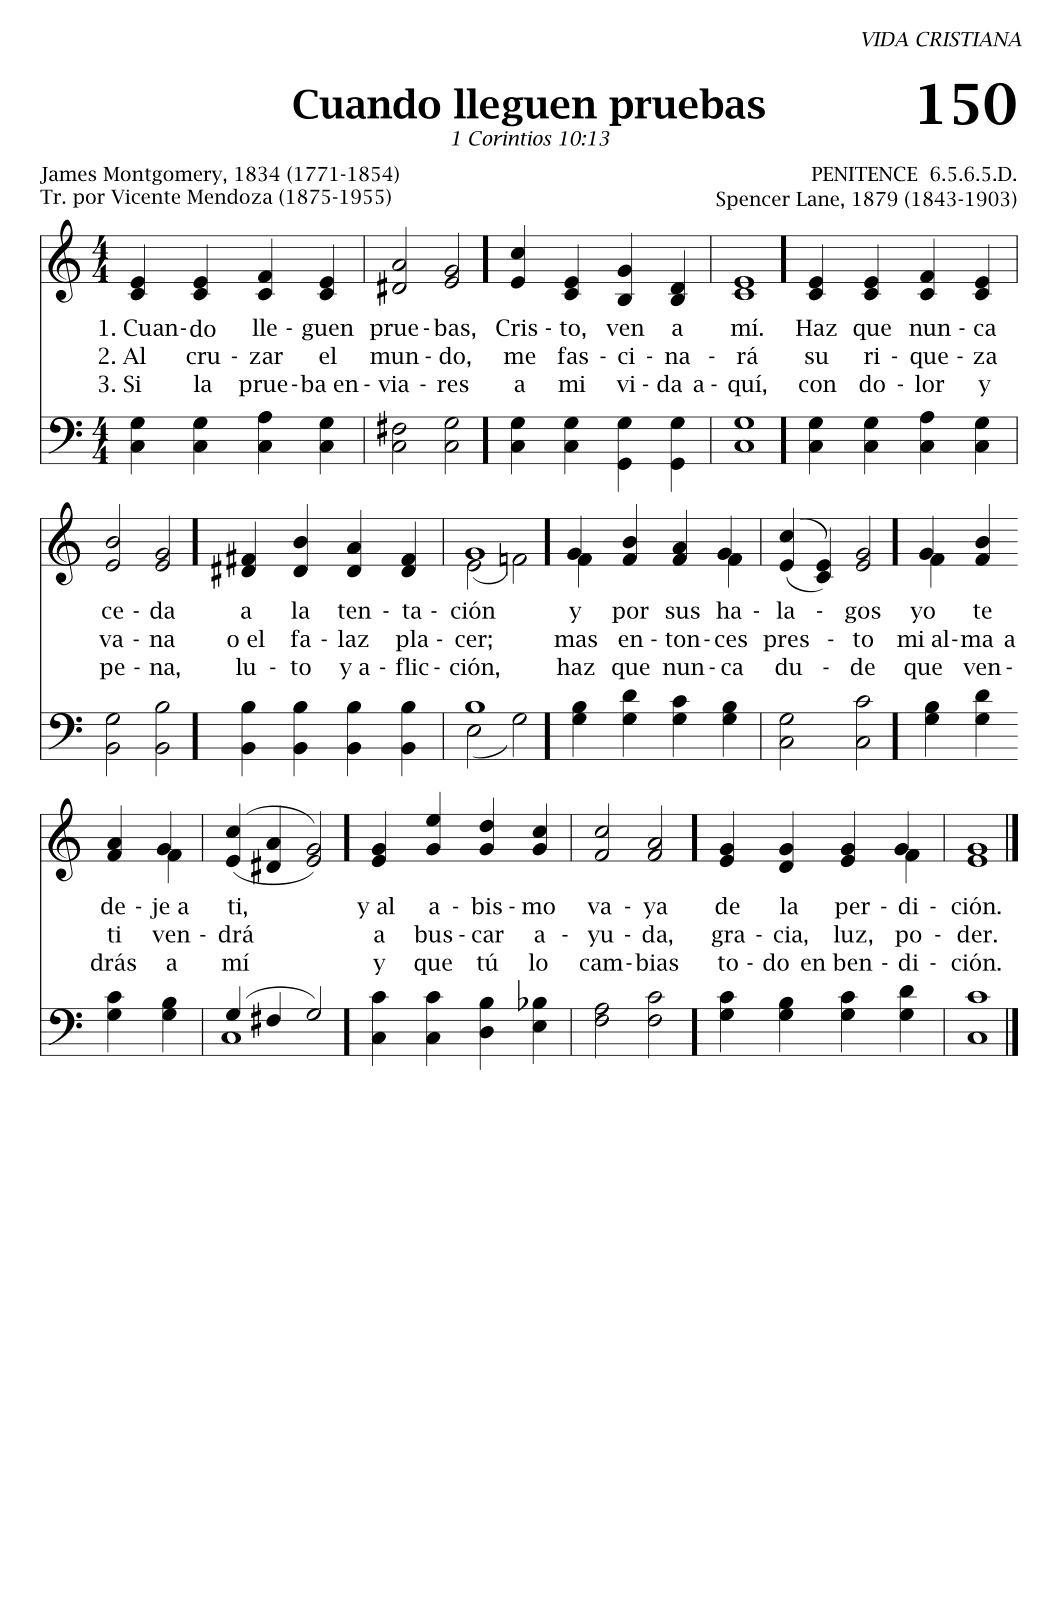 VIDA CRISTIANA
Cuando lleguen pruebas 150
1 Corintios 10:13
James Montgomery, 1834 (1771-1854) PENITENCE 6.5.6.5.D.
Tr. por Vicente Mendoza (1875-1955) Spencer Lane, 1879 (1843-1903)
4 4
1. Cuan - do lle - guen prue - bas, Cris - to, ven a mí. Haz que nun - ca
2. Al cru - zar el mun - do, me fas - ci - na - rá su ri - que - za
3. Si la prue - ba en - via - res a mi vi - da a - quí, con do - lor y
4 4
ce - da a la ten - ta - ción y por sus ha - la - gos yo te
va - na o el fa - laz pla - cer; mas en - ton - ces pres - to mi al - ma a
pe - na, lu - to y a - flic - ción, haz que nun - ca du - de que ven -
de - je a ti, y al a - bis - mo va - ya de la per - di - ción.
ti ven - drá a bus - car a - yu - da, gra - cia, luz, po - der.
drás a mí y que tú lo cam - bias to - do en ben - di - ción.